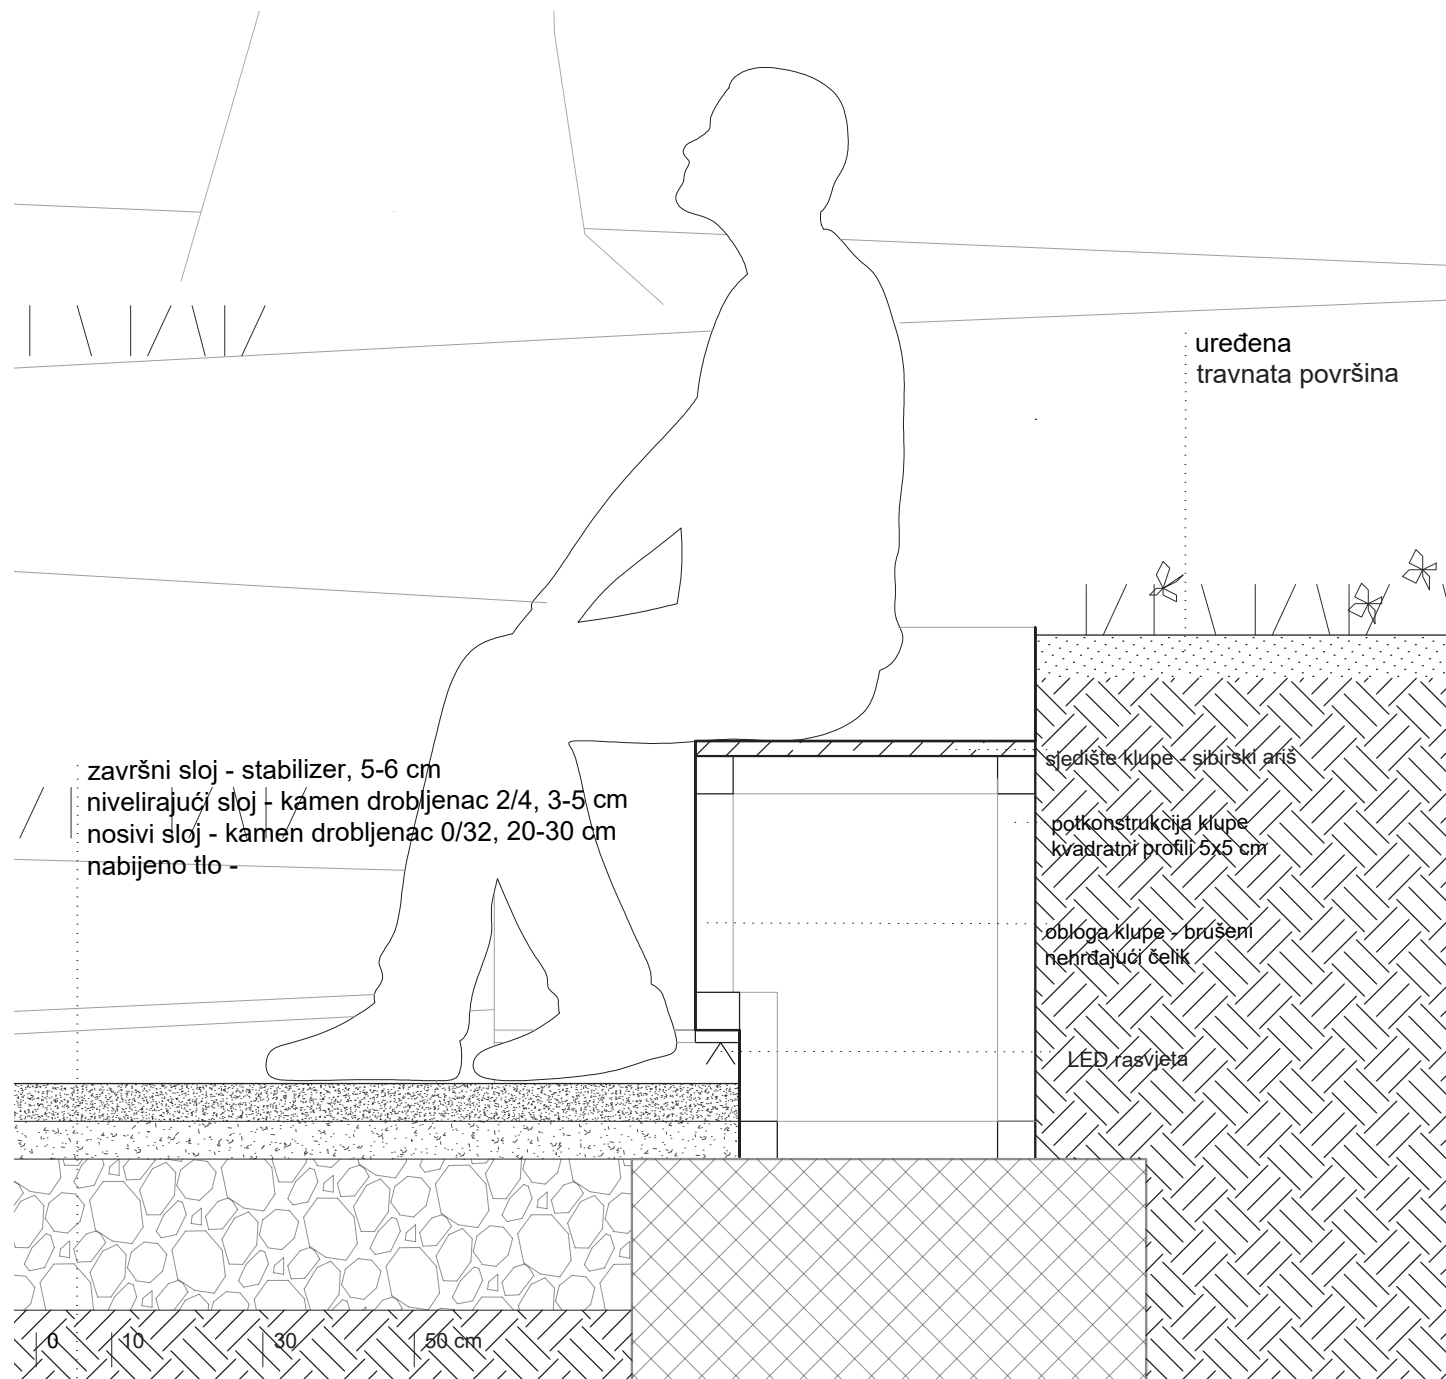 uređena
travnata površina
sjedište klupe - sibirski ariš
završni sloj - stabilizer, 5-6 cm
nivelirajući sloj - kamen drobljenac 2/4, 3-5 cm
nosivi sloj - kamen drobljenac 0/32, 20-30 cm
nabijeno tlo -
potkonstrukcija klupe
kvadratni profili 5x5 cm
obloga klupe - brušeni
nehrđajući čelik
LED rasvjeta
0 10 30 50 cm